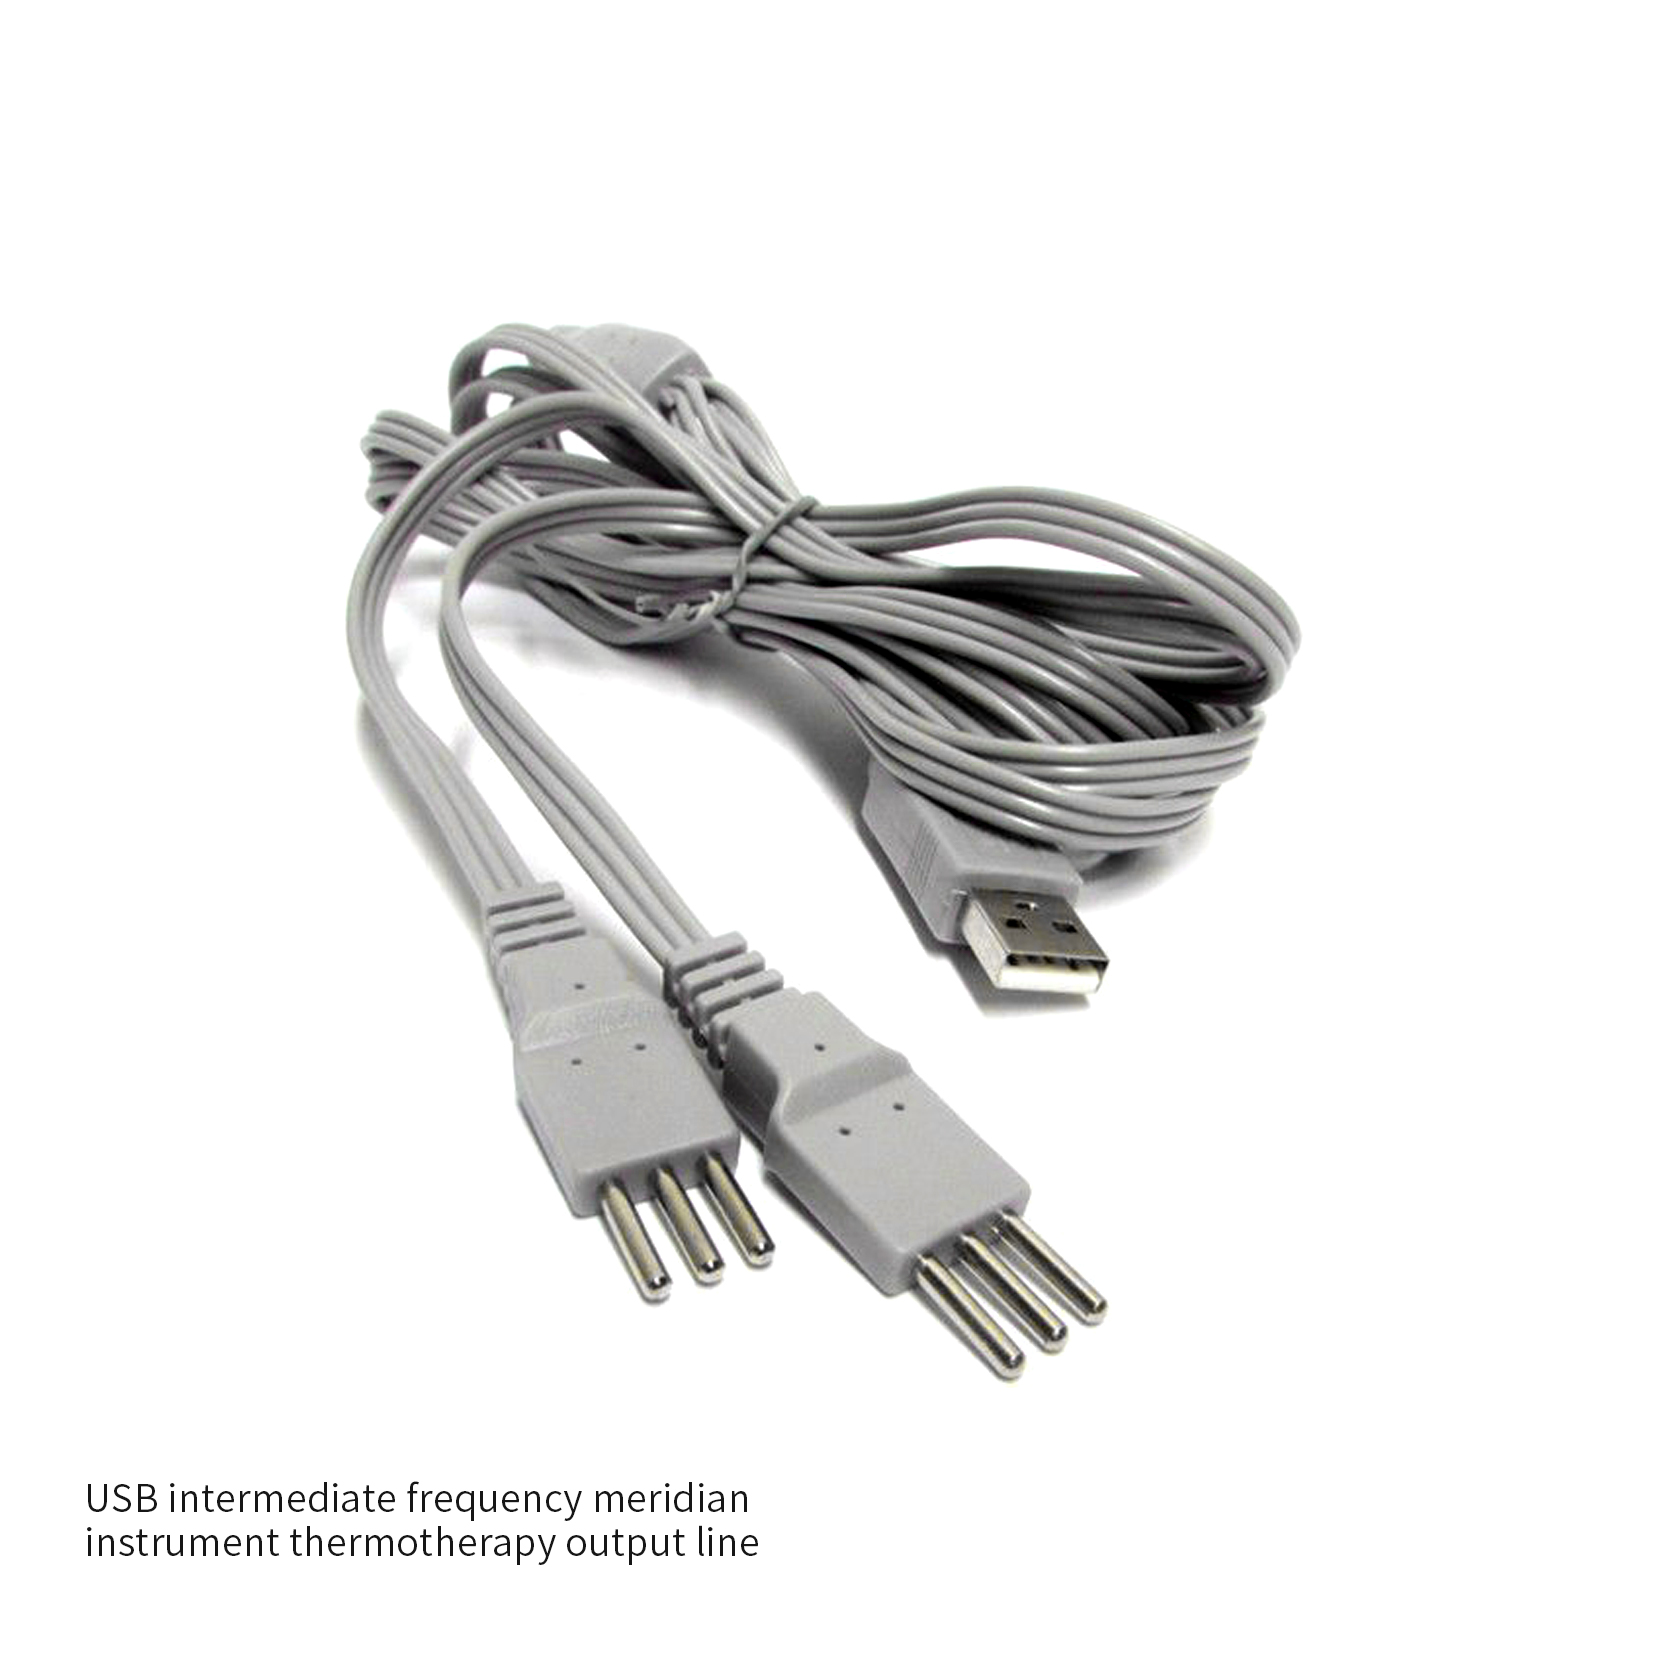 USB intermediate frequency meridian
instrument thermotherapy output line